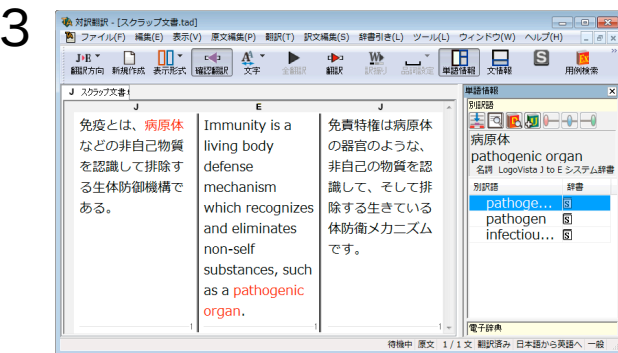 3
対訳翻訳 - [スクラップ文書.tad]
ファイル(F) 編集(E) 表示(V) 原文編集(P) 翻訳(T) 訳文編集(S) 辞書引き(L) ツール(L) ウィンドウ(W) ヘルプ(H)
翻訳方向 新規作成 表示形式 確認翻訳 文字 全翻訳 翻訳 訳振り 品詞設定 単語情報 文情報 用例検索
J スクラップ文書!
J E J
免疫とは、病原体
などの非自己物質
を認識して排除す
る生体防御機構で
ある。
Immunity is a
living body
defense
mechanism
which recognizes
and eliminates
non-self
substances, such
as a pathogenic
organ.
免責特権は病原体
の器官のような、
非自己の物質を認
識して、そして排
除する生きている
体防衛メカニズム
です。
1 1 1
単語情報
別訳語
病原体
pathogenic organ
名詞 LogoVista J to E システム辞書
別訳語 辞書
pathoge... S
pathogen S
infectiou... S
電子辞典
待機中 原文 1 / 1 文 翻訳済み 日本語から英語へ 一般